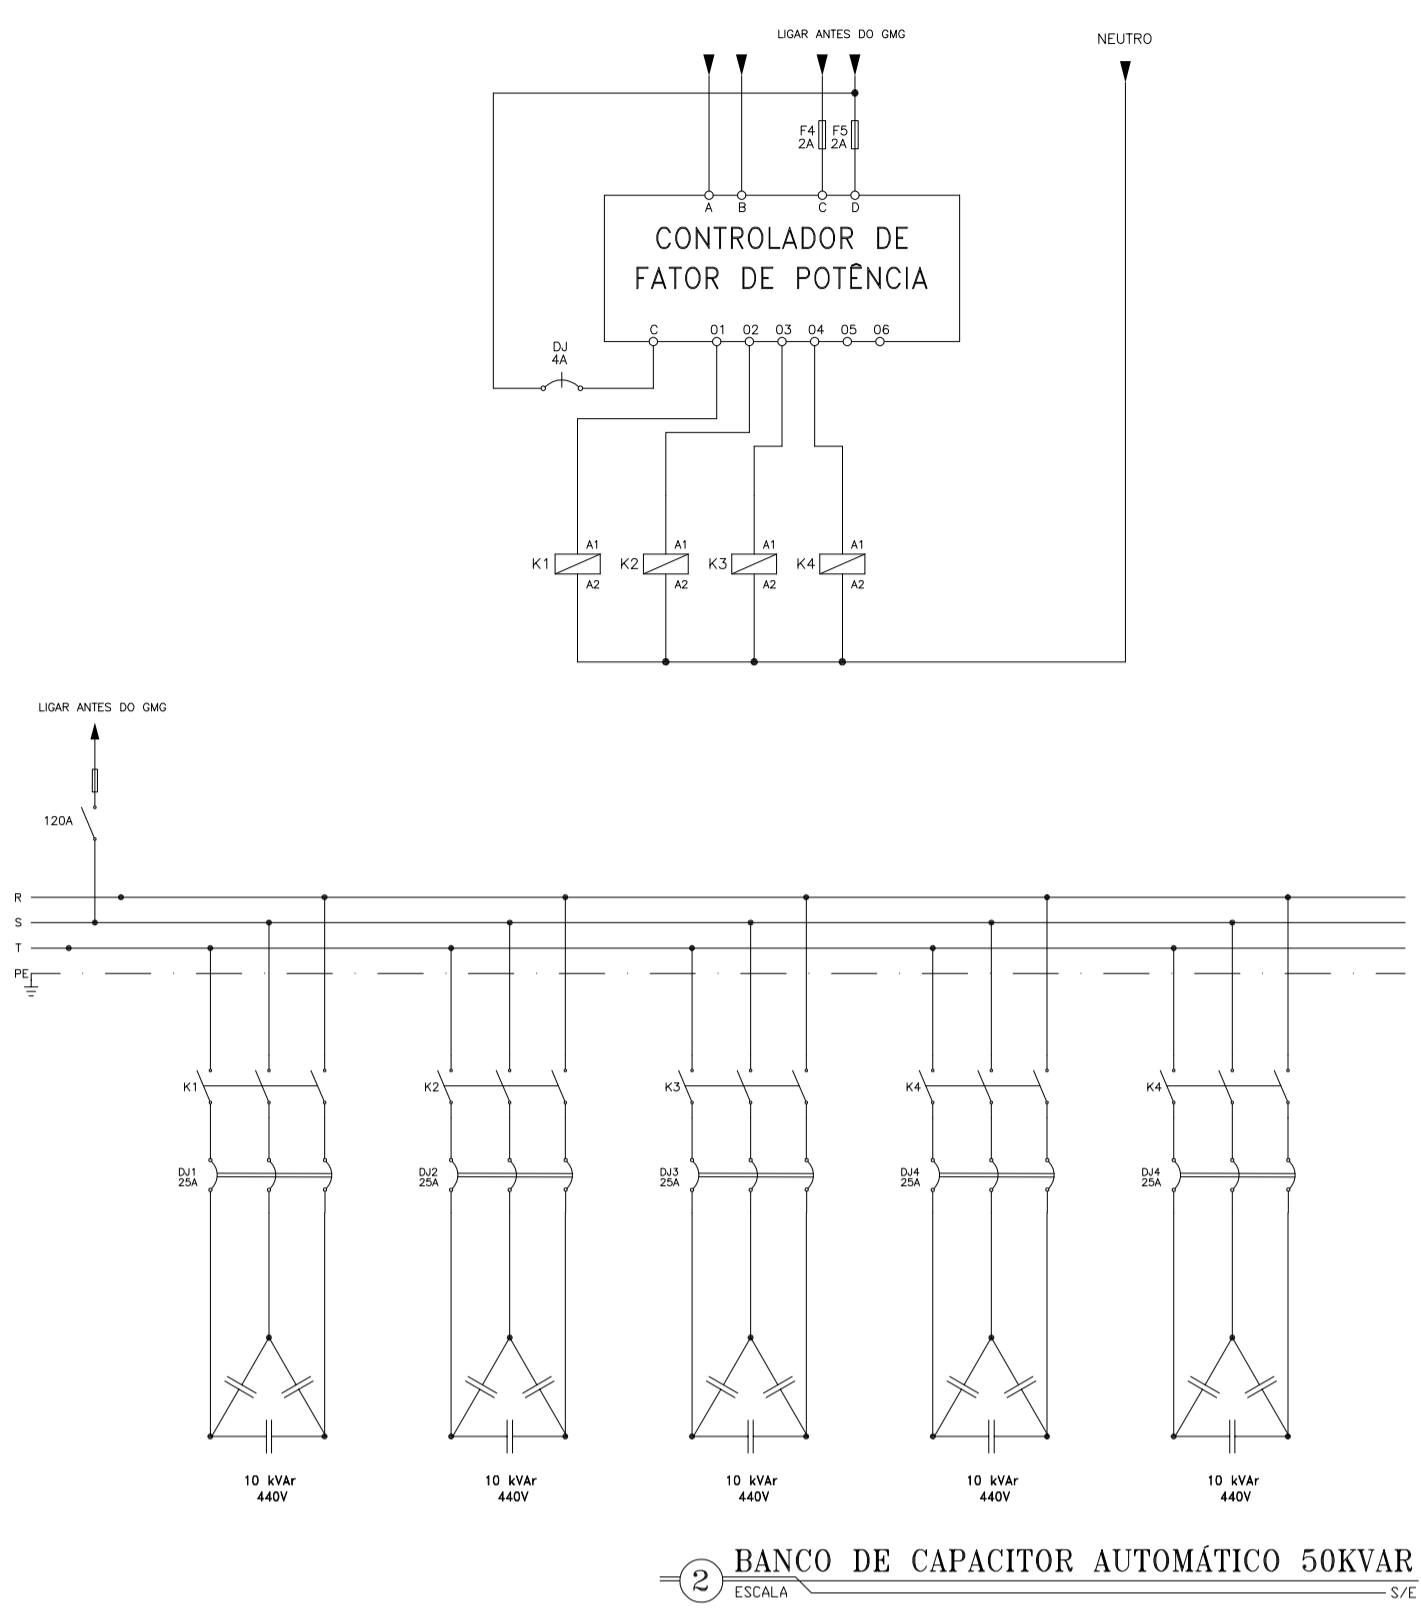 LIGAR ANTES DO GMG
NEUTRO
F4 F5
2A 2A
A B C D
CONTROLADOR DE
FATOR DE POTÊNCIA
C 01 02 03 04 05 06
DJ
4A
A1 A1 A1 A1
K1 K2 K3 K4
A2 A2 A2 A2
LIGAR ANTES DO GMG
120A
R
S
T
PE
K1 K2 K3 K4 K4
DJ1 DJ2 DJ3 DJ4 DJ4
25A 25A 25A 25A 25A
10 kVAr 10 kVAr 10 kVAr 10 kVAr 10 kVAr
440V 440V 440V 440V 440V
2 BANCO DE CAPACITOR AUTOMÁTICO 50KVAR
ESCALA S/E